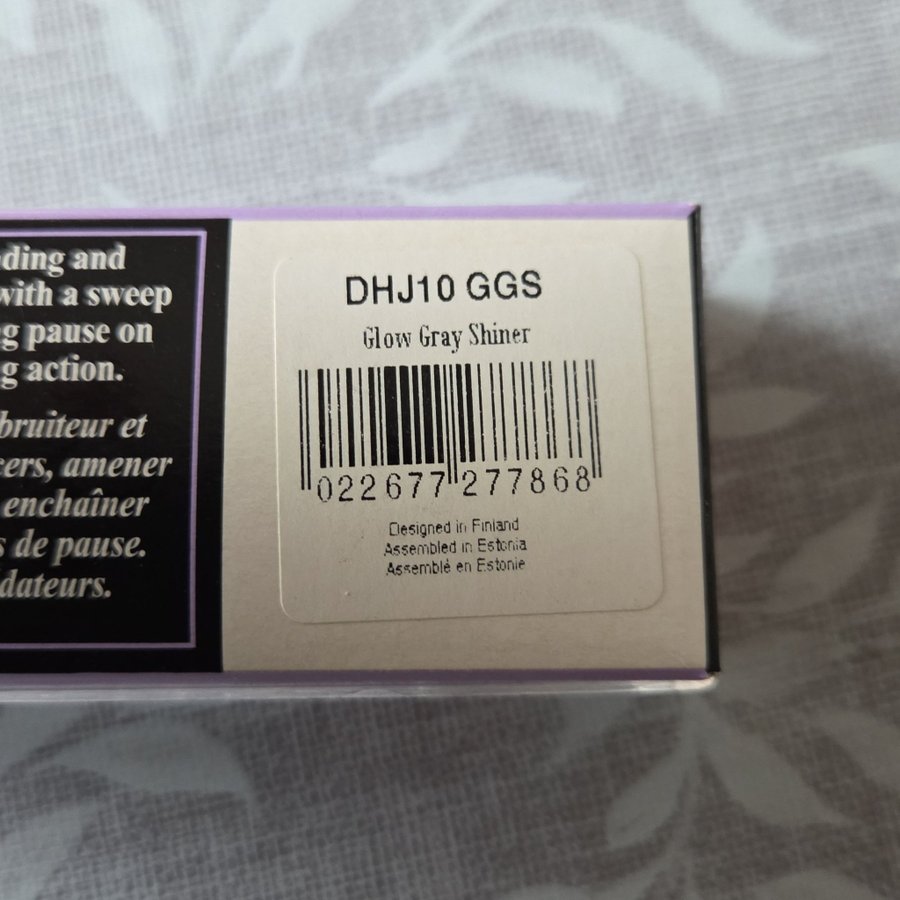 ding and
with a sweep
g pause on
g action.
bruiteur et
cers, amener
enchaîner
s de pause.
dateurs.
DHJ10 GGS
Glow Gray Shiner
022677 277868
Designed in Finland
Assembled in Estonia
Assemblé en Estonie